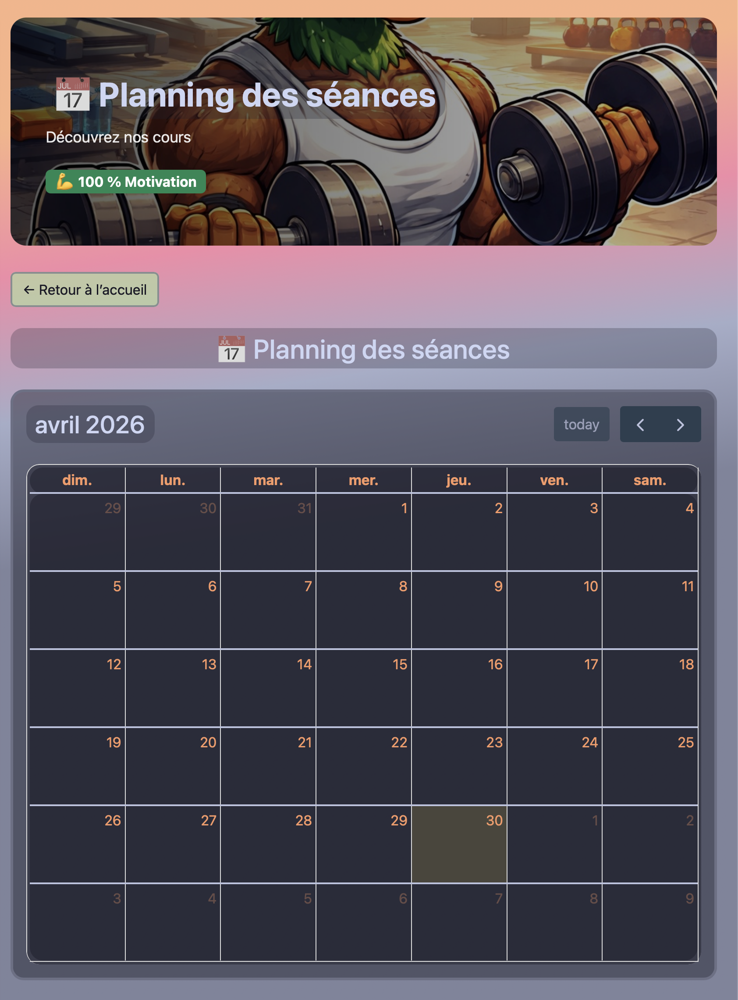 📅 Planning des séances
Découvrez nos cours
💪 100 % Motivation
← Retour à l’accueil
📅 Planning des séances
avril 2026
today
dim. lun. mar. mer. jeu. ven. sam.
29 30 31 1 2 3 4
5 6 7 8 9 10 11
12 13 14 15 16 17 18
19 20 21 22 23 24 25
26 27 28 29 30 1 2
3 4 5 6 7 8 9